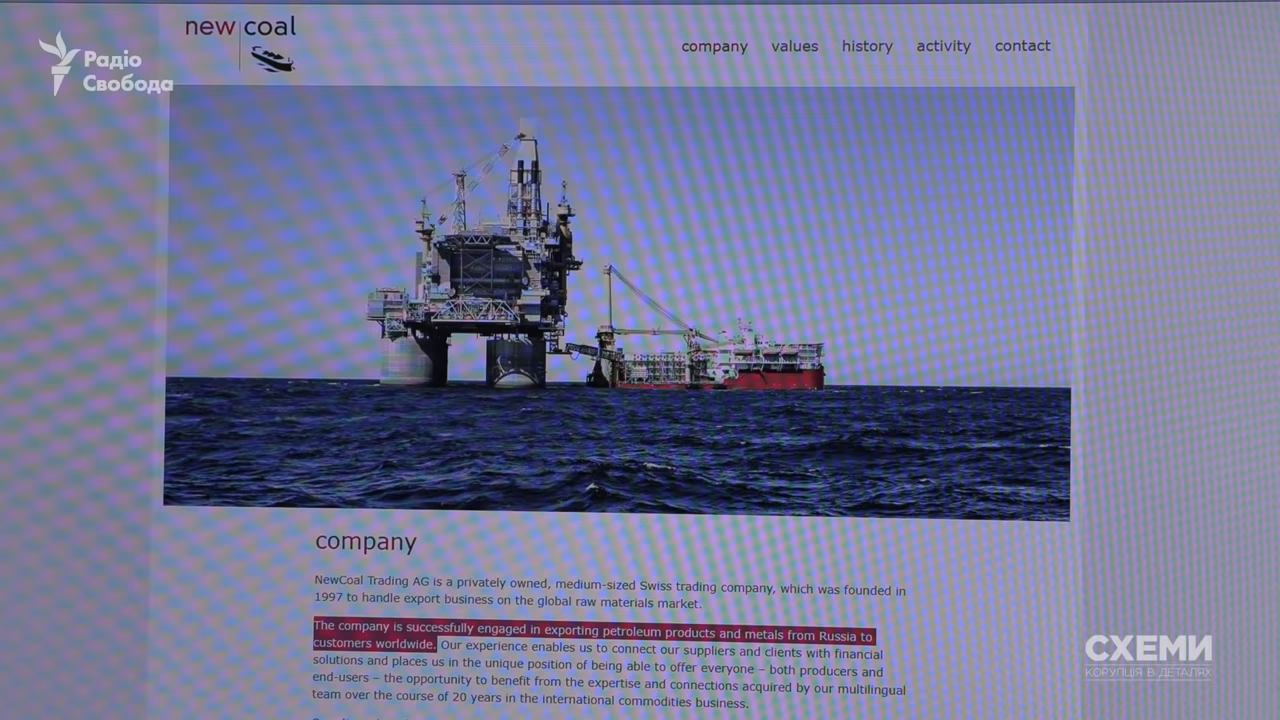 new coal
company values history activity contact
Радіо
Свобода
company
NewCoal Trading AG is a privately owned, medium-sized Swiss trading company, which was founded in
1997 to handle export business on the global raw materials market.
The company is successfully engaged in exporting petroleum products and metals from Russia to
customers worldwide. Our experience enables us to connect our suppliers and clients with financial
solutions and places us in the unique position of being able to offer everyone – both producers and
end-users – the opportunity to benefit from the expertise and connections acquired by our multilingual
team over the course of 20 years in the international commodities business.
СХЕМИ
КОРУПЦІЯ В ДЕТАЛЯХ